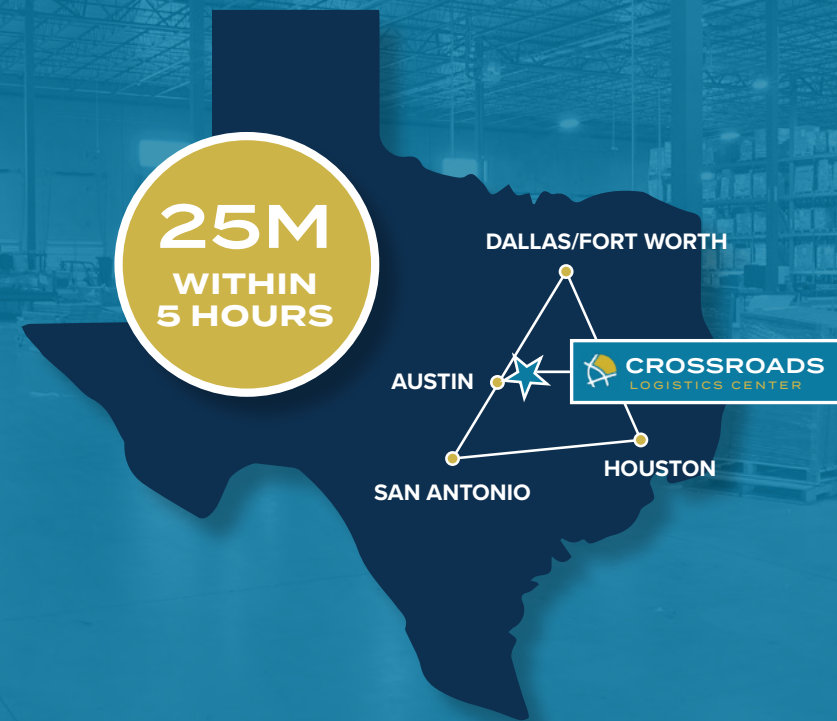 25M
WITHIN
5 HOURS
DALLAS/FORT WORTH
CROSSROADS
LOGISTICS CENTER
AUSTIN
HOUSTON
SAN ANTONIO